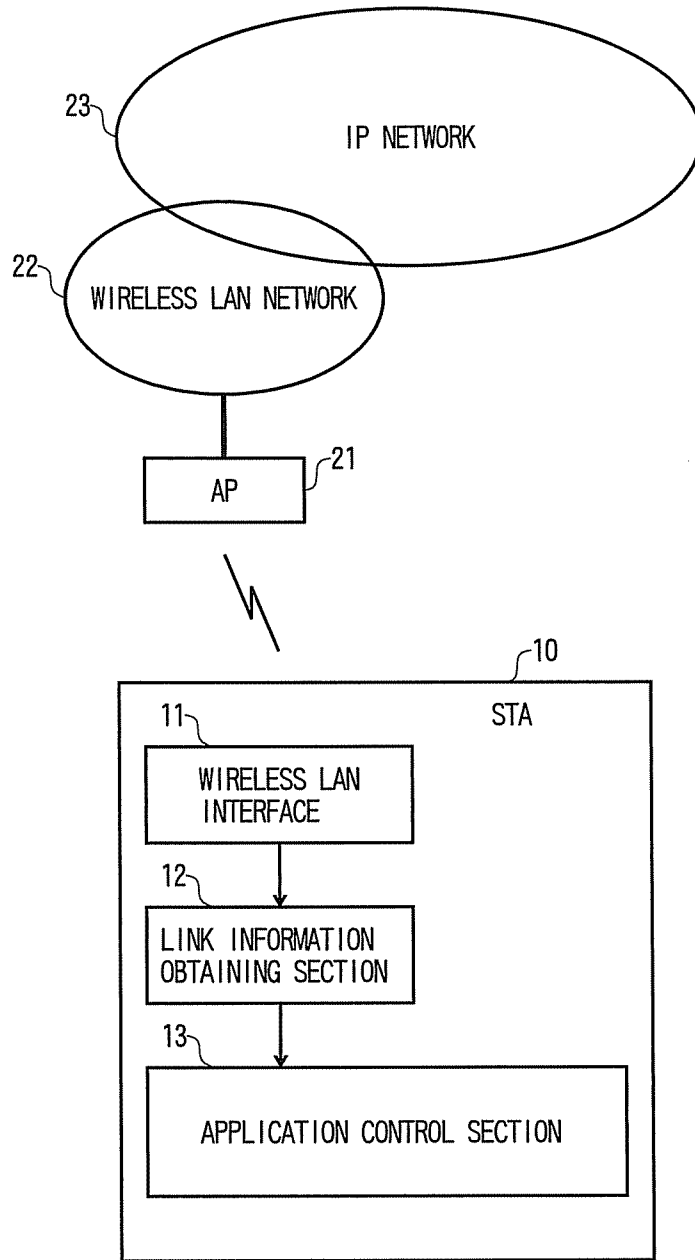 23
IP NETWORK
22
WIRELESS LAN NETWORK
21
AP
10
STA
11
WIRELESS LAN
INTERFACE
12
LINK INFORMATION
OBTAINING SECTION
13
APPLICATION CONTROL SECTION